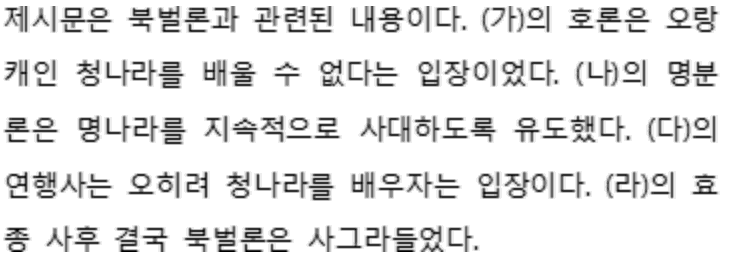 제시문은 북벌론과 관련된 내용이다. (가)의 호론은 오랑
캐인 청나라를 배울 수 없다는 입장이었다. (나)의 명분
론은 명나라를 지속적으로 사대하도록 유도했다. (다)의
연행사는 오히려 청나라를 배우자는 입장이다. (라)의 효
종 사후 결국 북벌론은 사그라들었다.